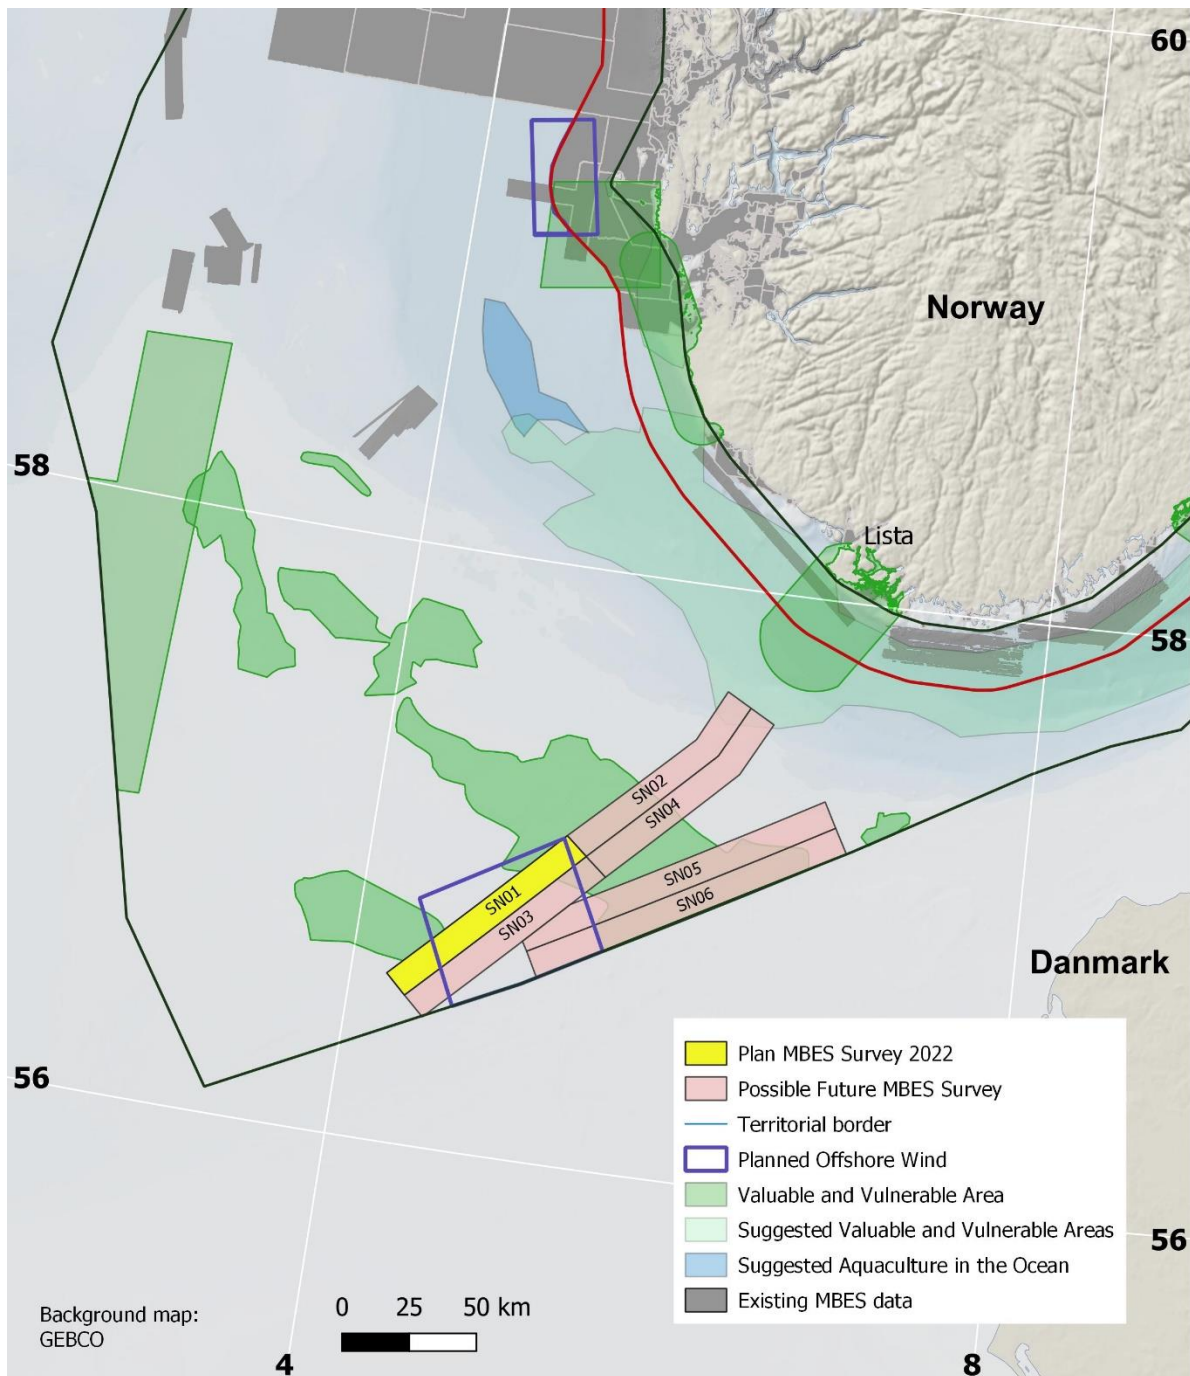 60
Norway
58
Lista
58
SN02
SN04
SN05
SN01
SN06
SN03
Danmark
56
Plan MBES Survey 2022
Possible Future MBES Survey
Territorial border
Planned Offshore Wind
Valuable and Vulnerable Area
Suggested Valuable and Vulnerable Areas
56
Suggested Aquaculture in the Ocean
Existing MBES data
Background map:
GEBCO
0 25 50 km
4
8